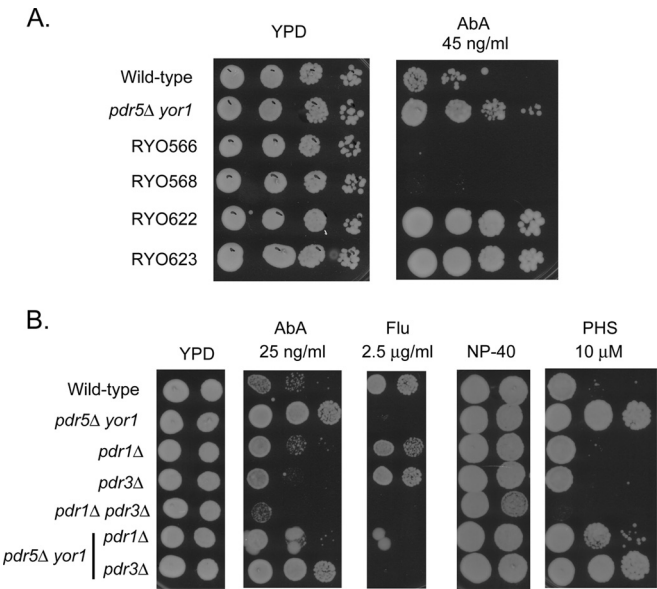 A.
YPD
AbA
45 ng/ml
Wild-type
pdr5Δ yor1
RYO566
RYO568
RYO622
RYO623
B.
YPD
AbA
25 ng/ml
Flu
2.5 μg/ml
NP-40
PHS
10 μM
Wild-type
pdr5Δ yor1
pdr1Δ
pdr3Δ
pdr1Δ pdr3Δ
pdr5Δ yor1
pdr1Δ
pdr3Δ